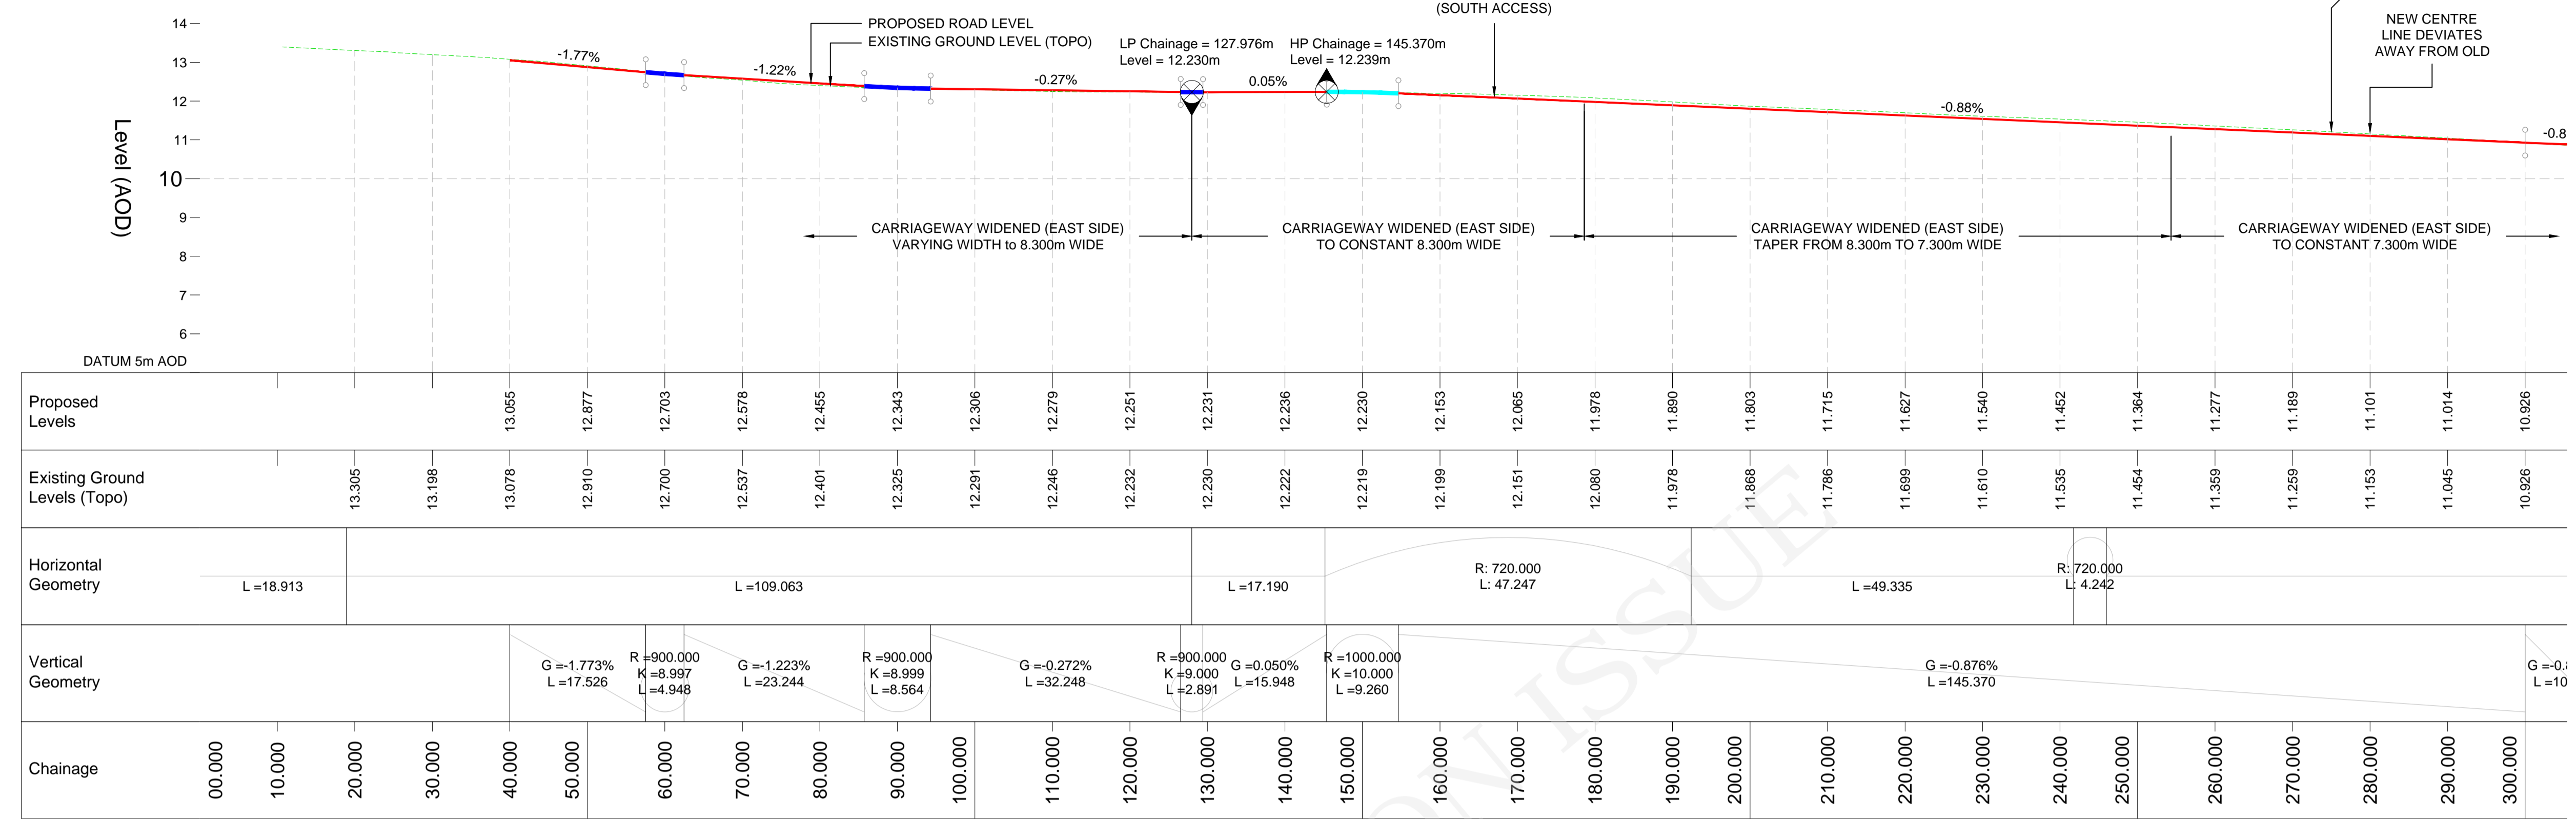 14
13
12
11
10
9
8
7
6
Level (AOD)
DATUM 5m AOD
(SOUTH ACCESS)
PROPOSED ROAD LEVEL
EXISTING GROUND LEVEL (TOPO)
LP Chainage = 127.976m
Level = 12.230m
HP Chainage = 145.370m
Level = 12.239m
NEW CENTRE
LINE DEVIATES
AWAY FROM OLD
-1.77%
-1.22%
-0.27%
0.05%
-0.88%
-0.8
CARRIAGEWAY WIDENED (EAST SIDE)
VARYING WIDTH to 8.300m WIDE
CARRIAGEWAY WIDENED (EAST SIDE)
TO CONSTANT 8.300m WIDE
CARRIAGEWAY WIDENED (EAST SIDE)
TAPER FROM 8.300m TO 7.300m WIDE
CARRIAGEWAY WIDENED (EAST SIDE)
TO CONSTANT 7.300m WIDE
Proposed
Levels
13.055
12.877
12.703
12.578
12.455
12.343
12.306
12.279
12.251
12.231
12.236
12.230
12.153
12.065
11.978
11.890
11.803
11.715
11.627
11.540
11.452
11.364
11.277
11.189
11.101
11.014
10.926
Existing Ground
Levels (Topo)
13.305
13.198
13.078
12.910
12.700
12.537
12.401
12.325
12.291
12.246
12.232
12.230
12.222
12.219
12.199
12.151
12.080
11.978
11.868
11.786
11.699
11.610
11.535
11.454
11.359
11.259
11.153
11.045
10.926
Horizontal
Geometry
L =18.913
L =109.063
L =17.190
R: 720.000
L: 47.247
L =49.335
R: 720.000
L: 4.242
Vertical
Geometry
G =-1.773%
L =17.526
R =900.000
K =8.997
L =4.948
G =-1.223%
L =23.244
R =900.000
K =8.999
L =8.564
G =-0.272%
L =32.248
R =900.000
K =9.000
L =2.891
G =0.050%
L =15.948
R =1000.000
K =10.000
L =9.260
G =-0.876%
L =145.370
G =-0.8
L =10
Chainage
00.000
10.000
20.000
30.000
40.000
50.000
60.000
70.000
80.000
90.000
100.000
110.000
120.000
130.000
140.000
150.000
160.000
170.000
180.000
190.000
200.000
210.000
220.000
230.000
240.000
250.000
260.000
270.000
280.000
290.000
300.000
ON ISSUE